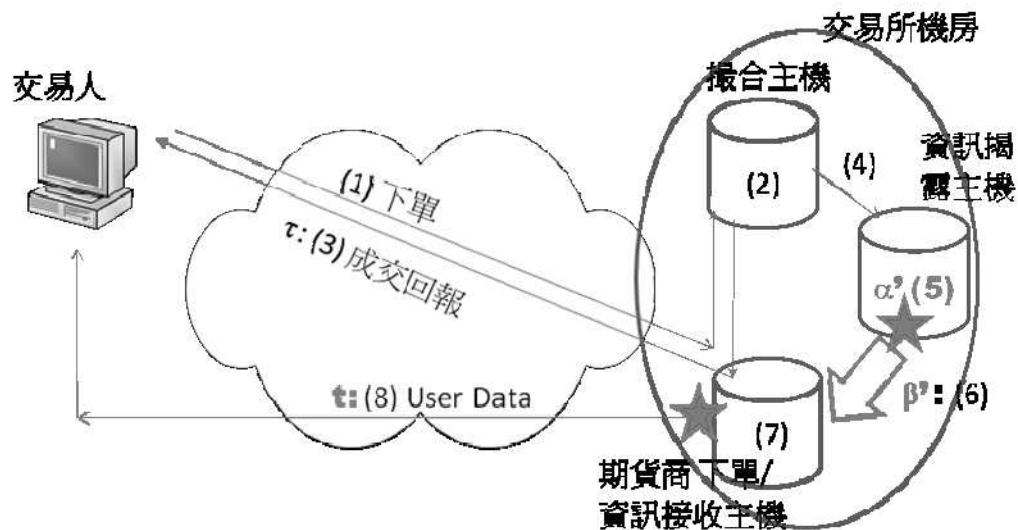 交易所機房
交易人
撮合主機
資訊揭
露主機
(4)
(2)
(1) 下單
τ: (3) 成交回報
α’ (5)
t: (8) User Data
β’: (6)
(7)
期貨商 下單/
資訊接收主機